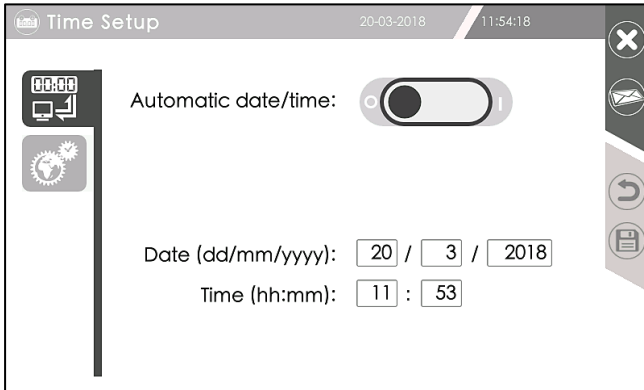 Time Setup 20-03-2018 11:54:18
00:00
Automatic date/time: O I
Date (dd/mm/yyyy): 20 / 3 / 2018
Time (hh:mm): 11 : 53